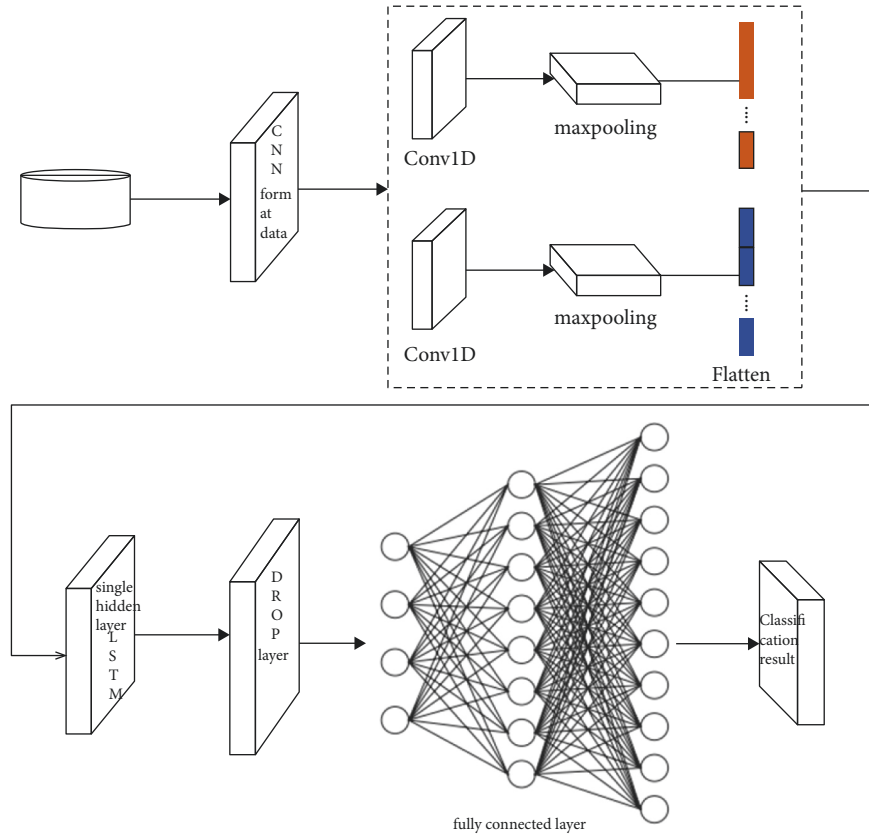 C
N
N
form
at
data
Conv1D
maxpooling
Conv1D
maxpooling
Flatten
single
hidden
layer
L
S
T
M
D
R
O
P
layer
fully connected layer
Classifi
cation
result